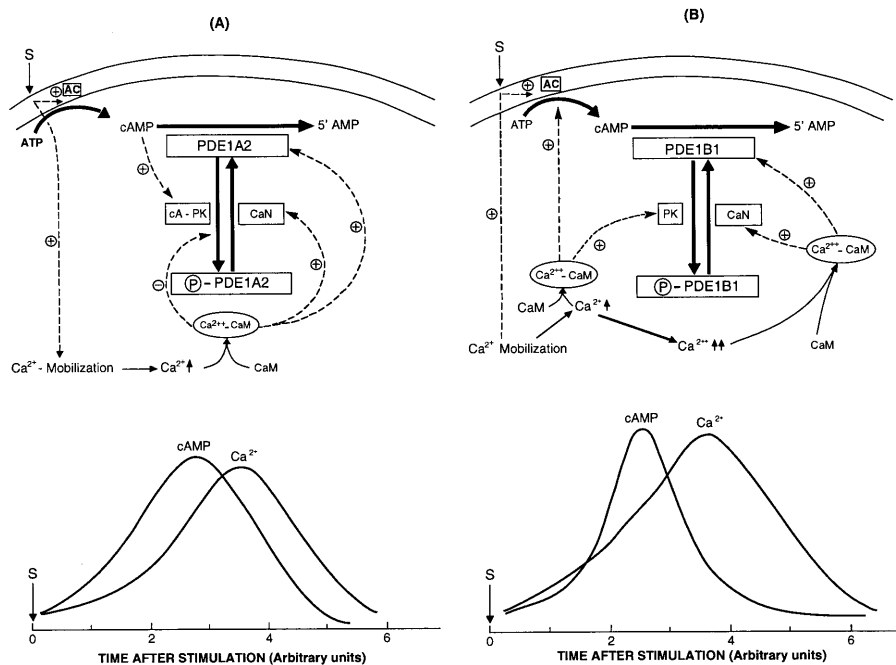 (A)
S
⊕ AC
ATP
cAMP
5' AMP
PDE1A2
⊕
cA - PK
CaN
⊕
⊕
⊕
⊖
Ⓟ - PDE1A2
Ca2++- CaM
Ca2+ - Mobilization
Ca2+
CaM
(B)
S
⊕ AC
ATP
cAMP
5' AMP
PDE1B1
⊕
⊕
PK
CaN
⊕
⊕
⊕
Ca2++- CaM
Ca2++- CaM
Ⓟ - PDE1B1
CaM
Ca2+
Ca2+ Mobilization
Ca2++
CaM
cAMP
Ca2+
S
0 2 4 6
TIME AFTER STIMULATION (Arbitrary units)
cAMP
Ca2+
S
0 2 4 6
TIME AFTER STIMULATION (Arbitrary units)